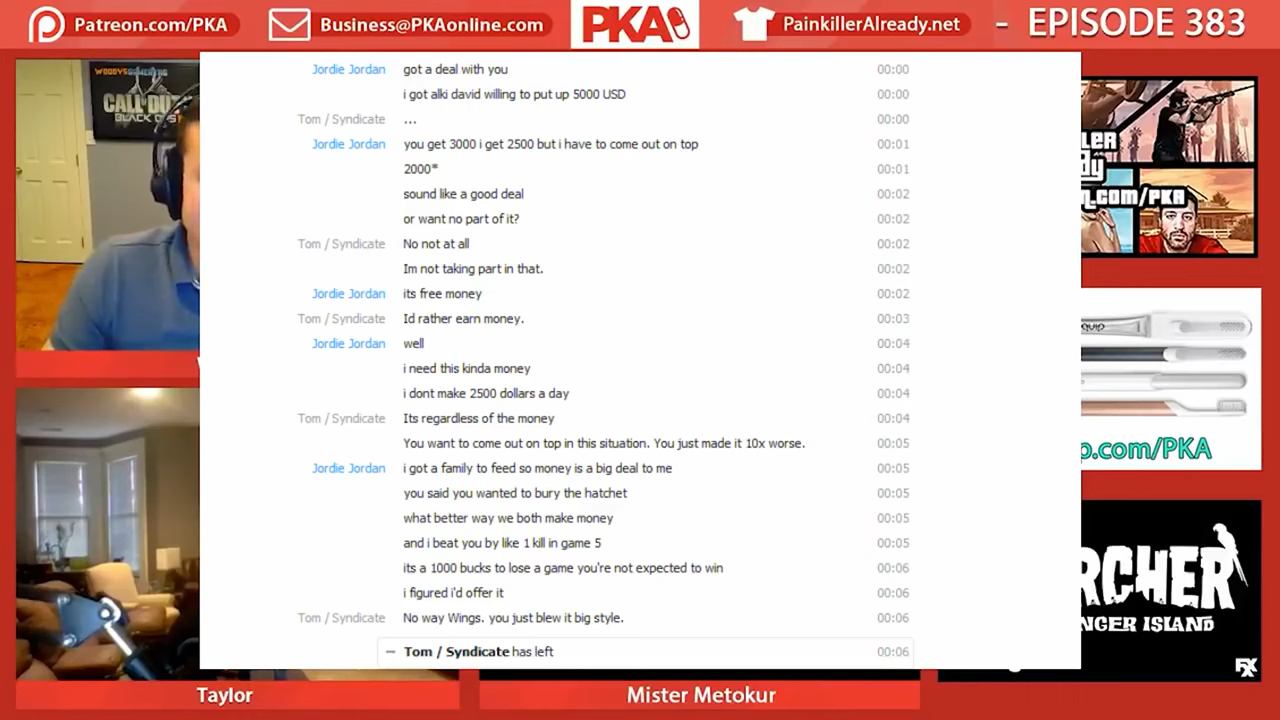 Patreon.com/PKA
Business@PKAonline.com
PKA
PainkillerAlready.net
– EPISODE 383
WOODYSGAMERTAG
CALL OF DUTY
BLACK OPS
Jordie Jordan got a deal with you 00:00
i got alki david willing to put up 5000 USD 00:00
Tom / Syndicate ... 00:00
Jordie Jordan you get 3000 i get 2500 but i have to come out on top 00:01
2000* 00:01
sound like a good deal 00:02
or want no part of it? 00:02
Tom / Syndicate No not at all 00:02
Im not taking part in that. 00:02
Jordie Jordan its free money 00:02
Tom / Syndicate Id rather earn money. 00:03
Jordie Jordan well 00:04
i need this kinda money 00:04
i dont make 2500 dollars a day 00:04
Tom / Syndicate Its regardless of the money 00:04
You want to come out on top in this situation. You just made it 10x worse. 00:05
Jordie Jordan i got a family to feed so money is a big deal to me 00:05
you said you wanted to bury the hatchet 00:05
what better way we both make money 00:05
and i beat you by like 1 kill in game 5 00:05
its a 1000 bucks to lose a game you're not expected to win 00:06
i figured i'd offer it 00:06
Tom / Syndicate No way Wings. you just blew it big style. 00:06
– Tom / Syndicate has left 00:06
LER
dy
n.com/PKA
quip
p.com/PKA
RCHER
NGER ISLAND
FX
Taylor
Mister Metokur